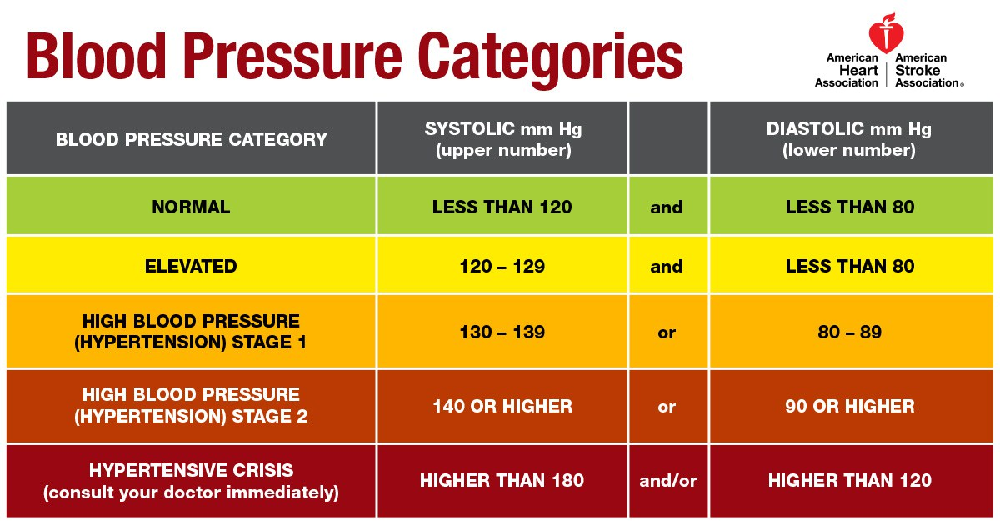 Blood Pressure Categories
American Heart Association
American Stroke Association®
BLOOD PRESSURE CATEGORY
SYSTOLIC mm Hg
(upper number)
DIASTOLIC mm Hg
(lower number)
NORMAL
LESS THAN 120
and
LESS THAN 80
ELEVATED
120 – 129
and
LESS THAN 80
HIGH BLOOD PRESSURE
(HYPERTENSION) STAGE 1
130 – 139
or
80 – 89
HIGH BLOOD PRESSURE
(HYPERTENSION) STAGE 2
140 OR HIGHER
or
90 OR HIGHER
HYPERTENSIVE CRISIS
(consult your doctor immediately)
HIGHER THAN 180
and/or
HIGHER THAN 120